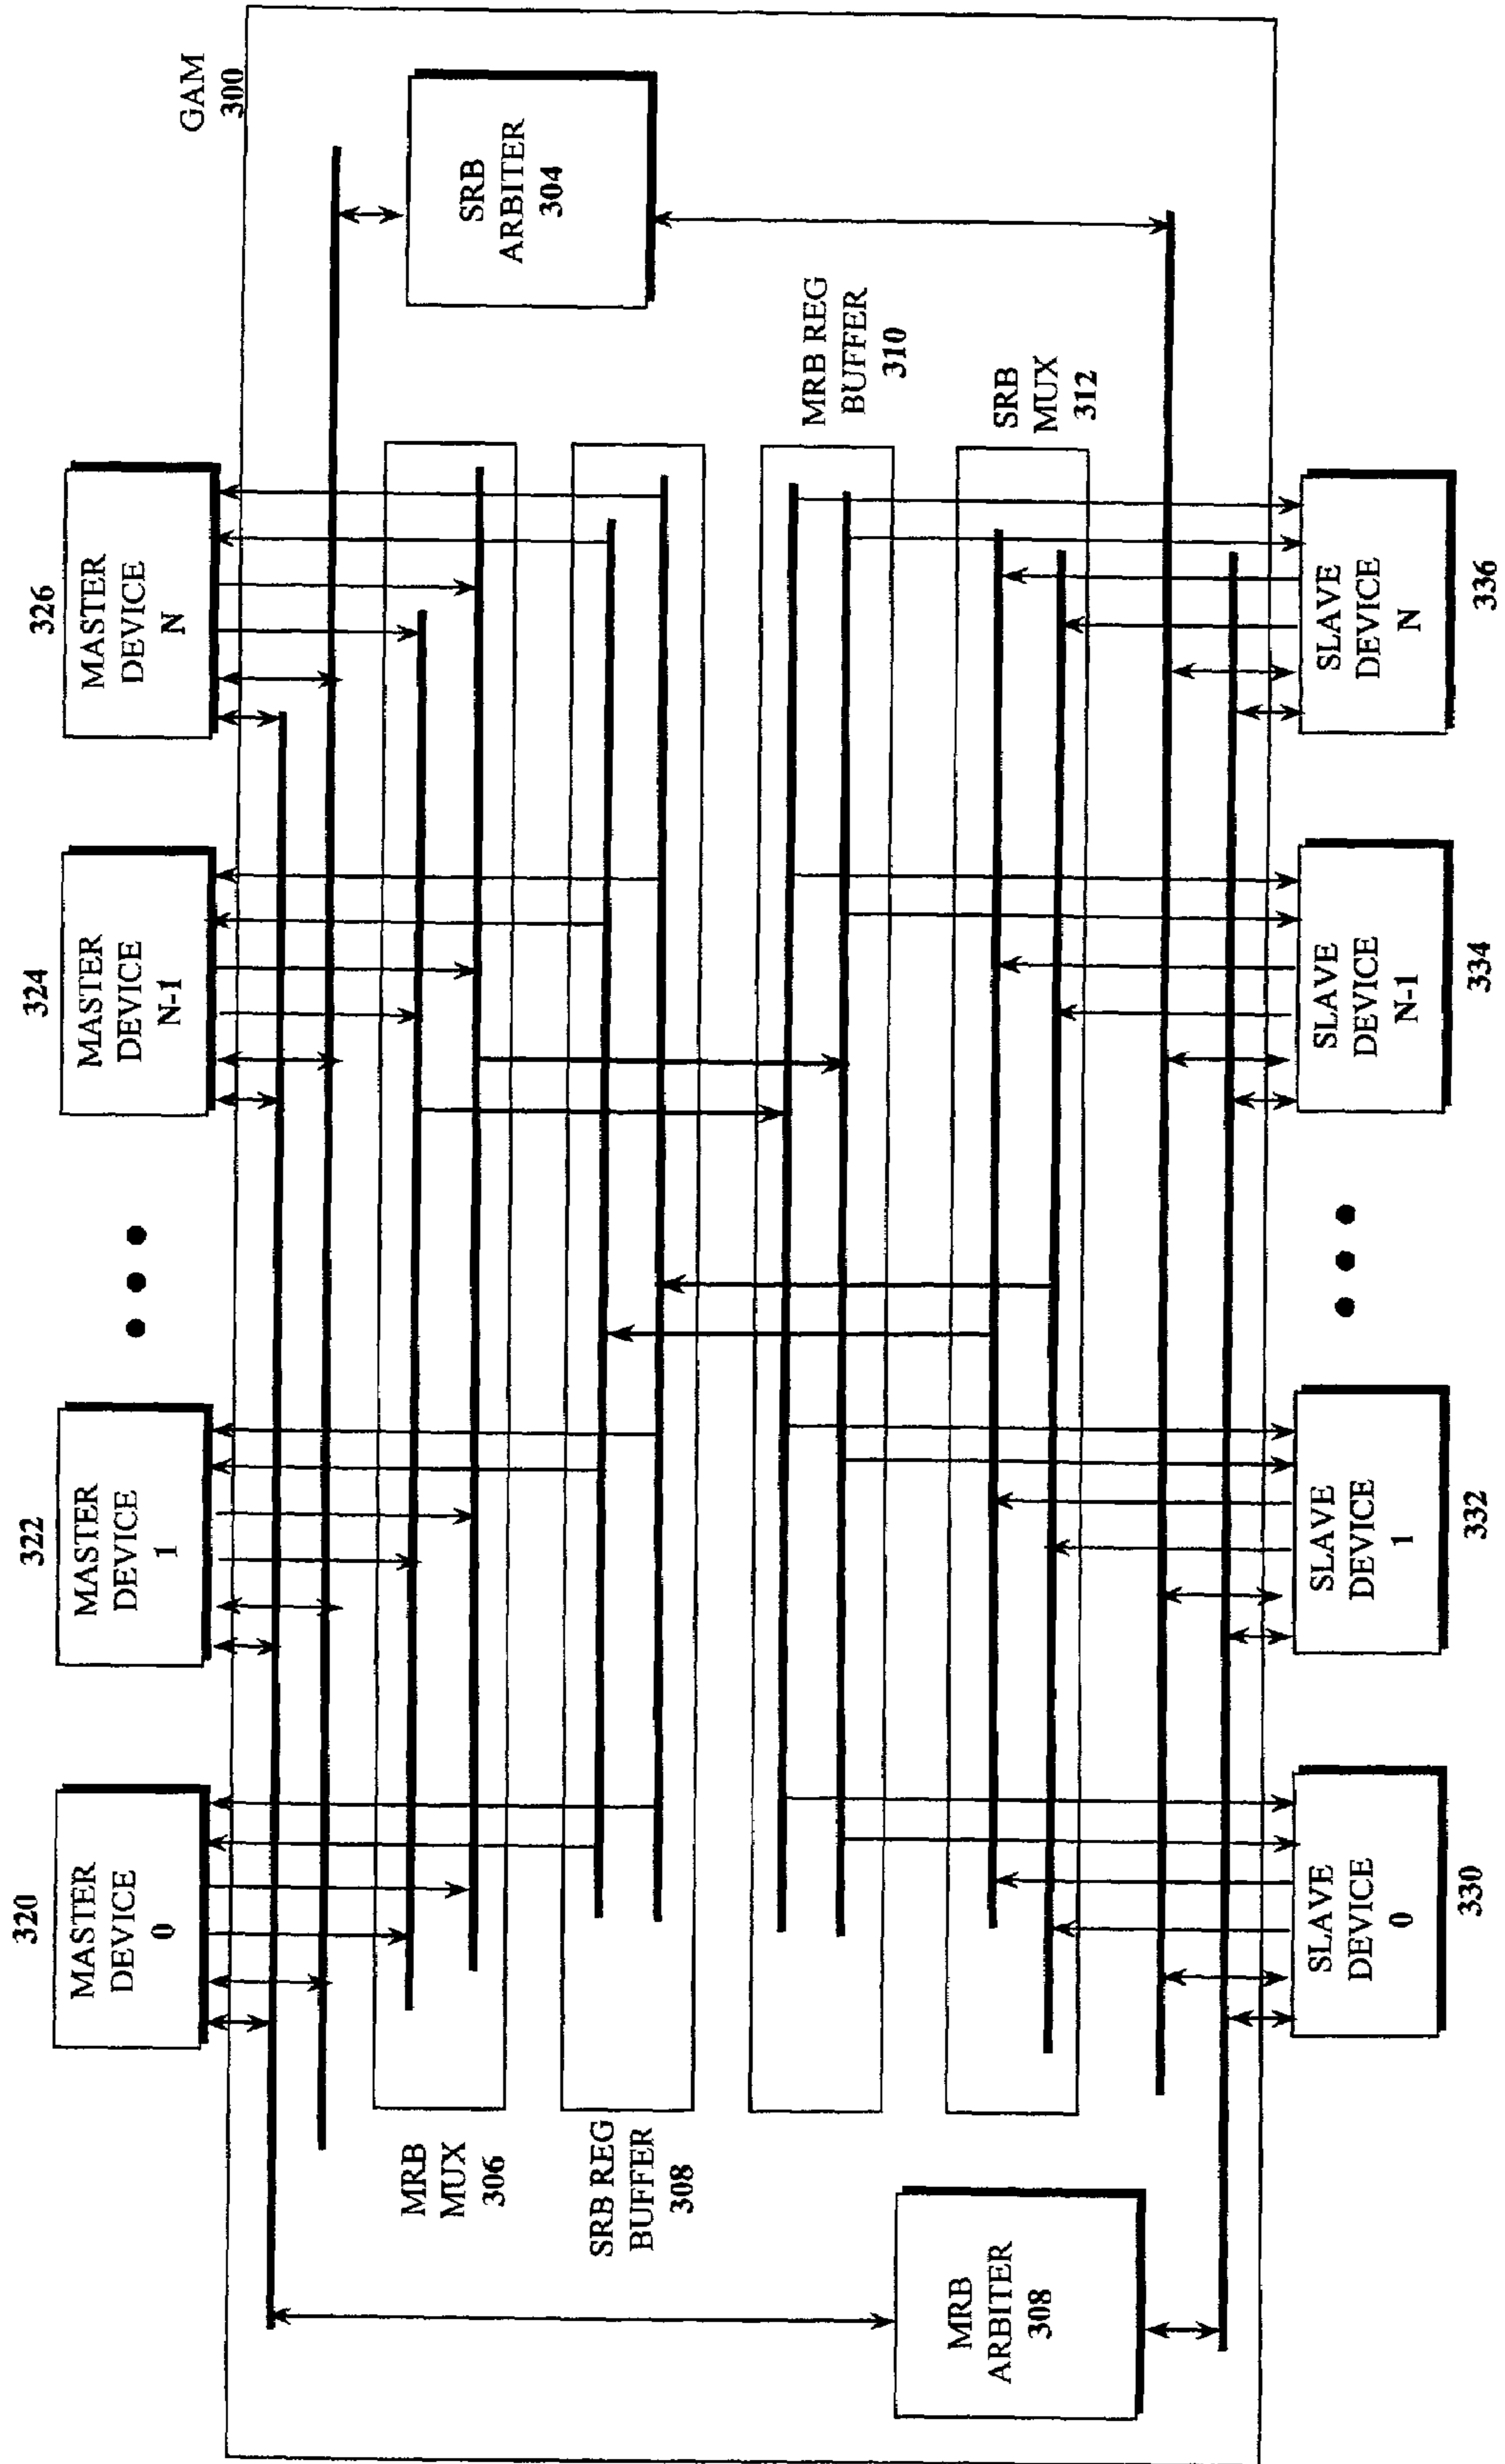 GAM
300
320
MASTER
DEVICE
0
322
MASTER
DEVICE
1
324
MASTER
DEVICE
N-1
326
MASTER
DEVICE
N
MRB
MUX
306
SRB REG
BUFFER
308
MRB
ARBITER
308
SRB
ARBITER
304
MRB REG
BUFFER
310
SRB
MUX
312
SLAVE
DEVICE
0
330
SLAVE
DEVICE
1
332
SLAVE
DEVICE
N-1
334
SLAVE
DEVICE
N
336